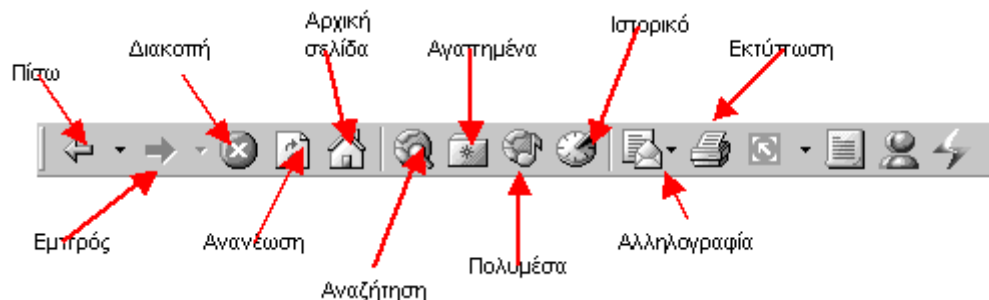 Πίσω
Διακοπή
Αρχική
σελίδα
Αγαπημένα
Ιστορικό
Εκτύπωση
Εμπρός
Ανανέωση
Αναζήτηση
Πολυμέσα
Αλληλογραφία